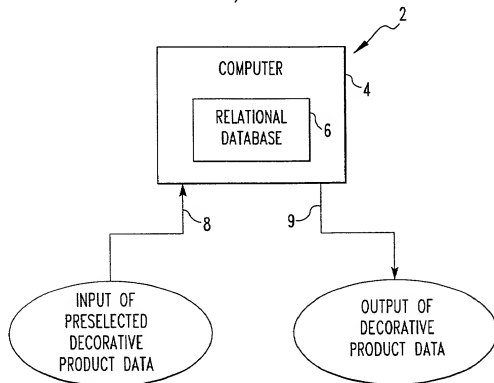 2
COMPUTER
4
RELATIONAL
DATABASE
6
8
9
INPUT OF
PRESELECTED
DECORATIVE
PRODUCT DATA
OUTPUT OF
DECORATIVE
PRODUCT DATA